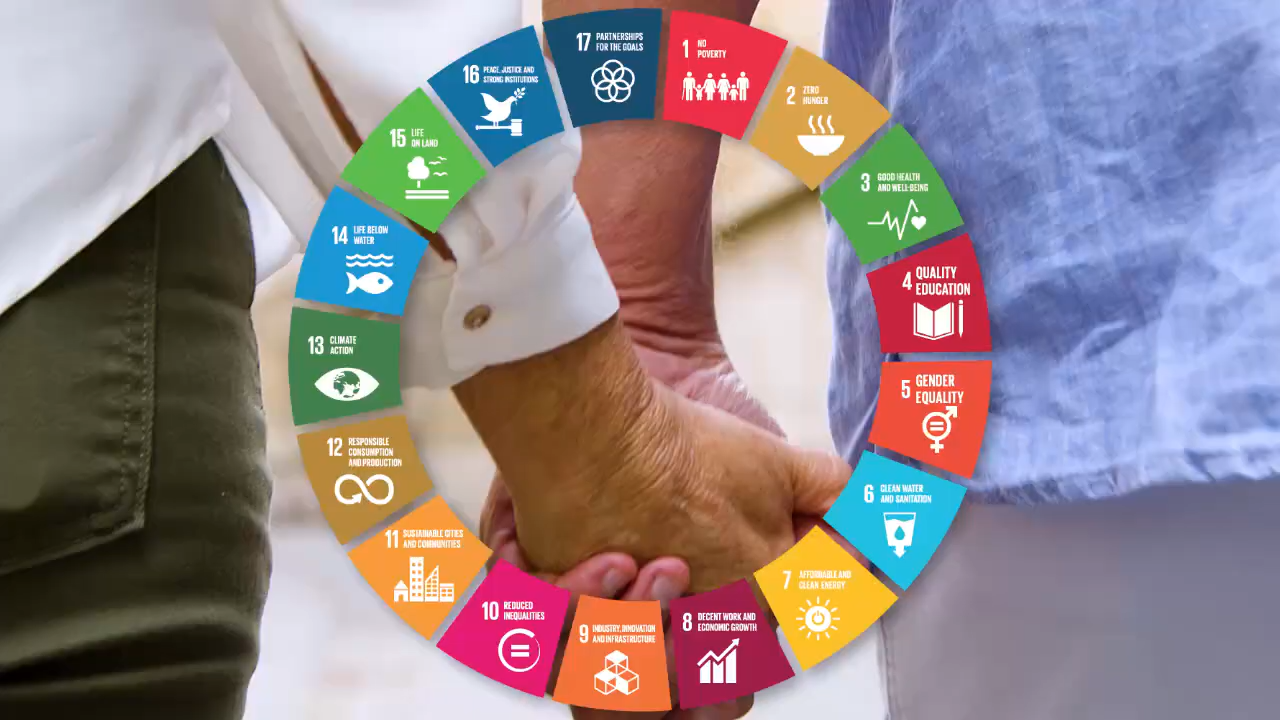 1 NO
POVERTY
2 ZERO
HUNGER
3 GOOD HEALTH
AND WELL-BEING
4 QUALITY
EDUCATION
5 GENDER
EQUALITY
6 CLEAN WATER
AND SANITATION
7 AFFORDABLE AND
CLEAN ENERGY
8 DECENT WORK AND
ECONOMIC GROWTH
9 INDUSTRY, INNOVATION
AND INFRASTRUCTURE
10 REDUCED
INEQUALITIES
11 SUSTAINABLE CITIES
AND COMMUNITIES
12 RESPONSIBLE
CONSUMPTION
AND PRODUCTION
13 CLIMATE
ACTION
14 LIFE BELOW
WATER
15 LIFE
ON LAND
16 PEACE, JUSTICE AND
STRONG INSTITUTIONS
17 PARTNERSHIPS
FOR THE GOALS